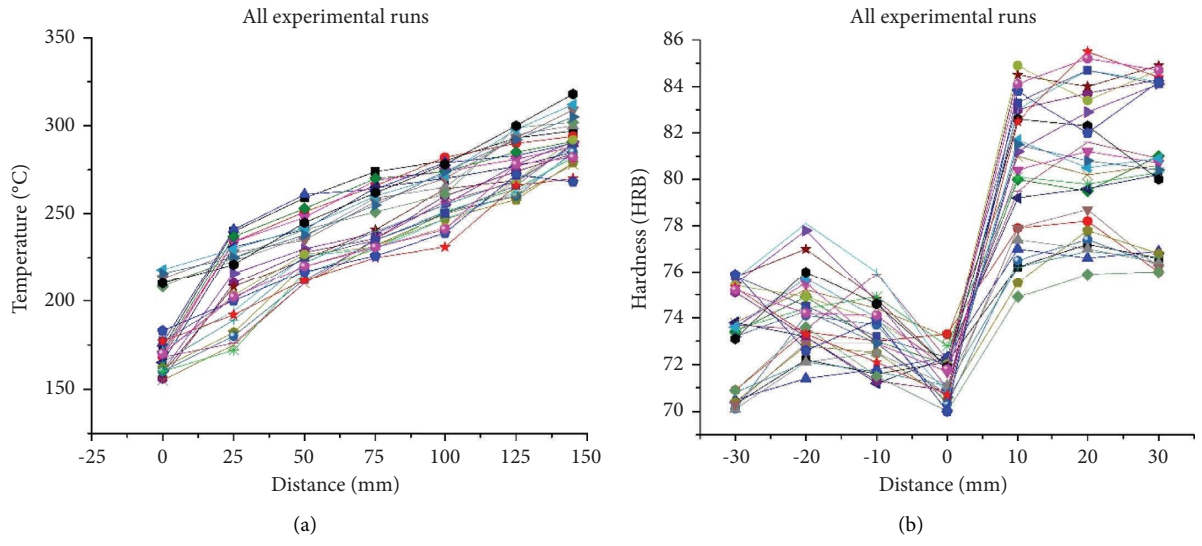 All experimental runs
350
300
250
200
150
Temperature (°C)
-25 0 25 50 75 100 125 150
Distance (mm)
(a)
All experimental runs
86
84
82
80
78
76
74
72
70
Hardness (HRB)
-30 -20 -10 0 10 20 30
Distance (mm)
(b)